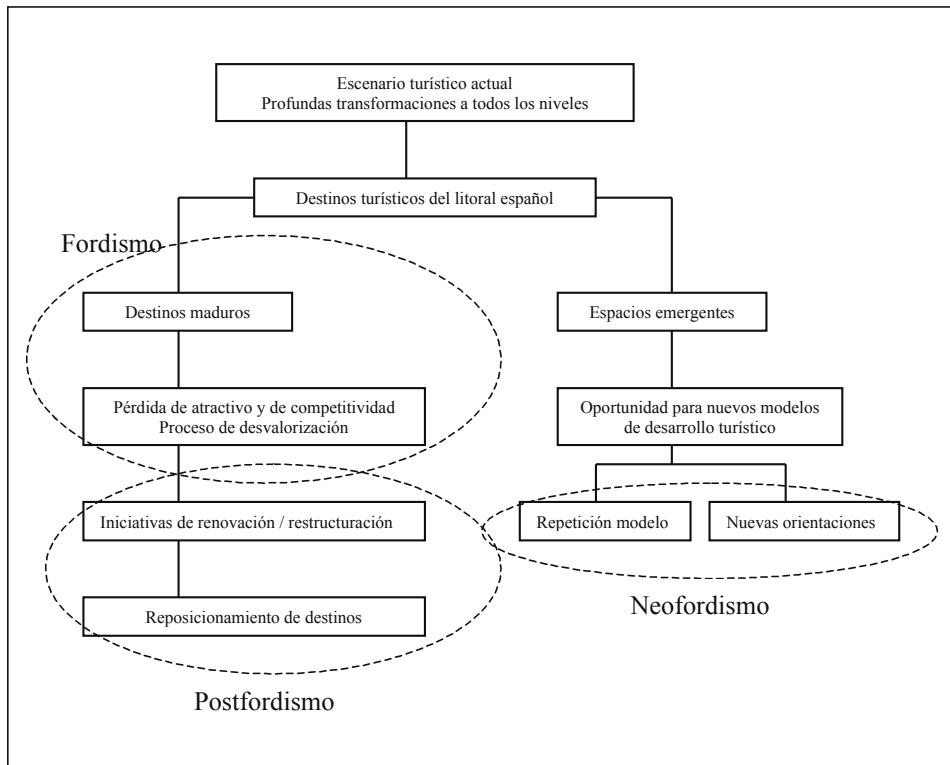 Escenario turístico actual
Profundas transformaciones a todos los niveles
Destinos turísticos del litoral español
Fordismo
Destinos maduros
Espacios emergentes
Pérdida de atractivo y de competitividad
Proceso de desvalorización
Oportunidad para nuevos modelos
de desarrollo turístico
Iniciativas de renovación / restructuración
Repetición modelo
Nuevas orientaciones
Reposicionamiento de destinos
Neofordismo
Postfordismo